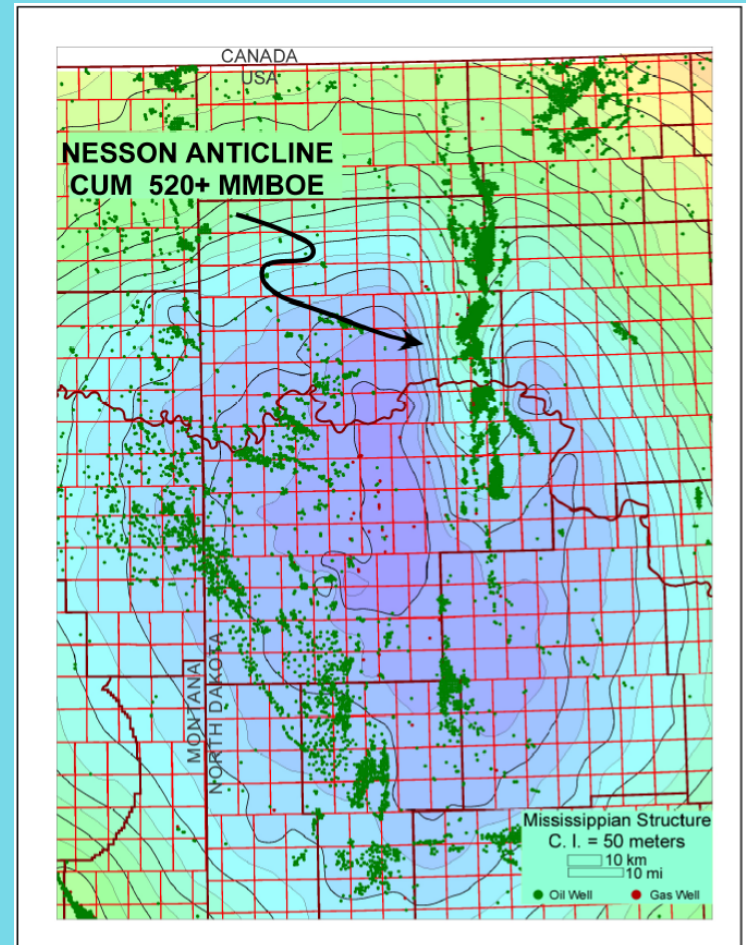 CANADA
USA
NESSON ANTICLINE
CUM 520+ MMBOE
MONTANA
NORTH DAKOTA
Mississippian Structure
C. I. = 50 meters
10 km
10 mi
Oil Well
Gas Well